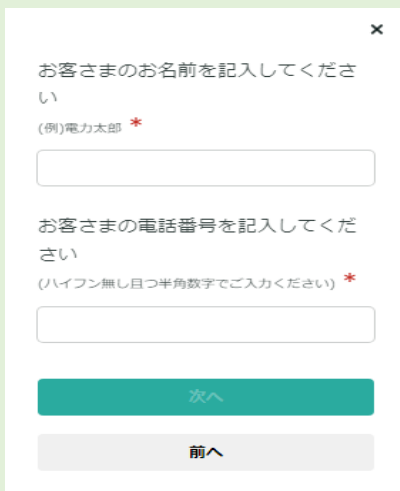 ×
お客さまのお名前を記入してくださ
い
(例)電力太郎 *
お客さまの電話番号を記入してくだ
さい
(ハイフン無し且つ半角数字でご入力ください) *
次へ
前へ